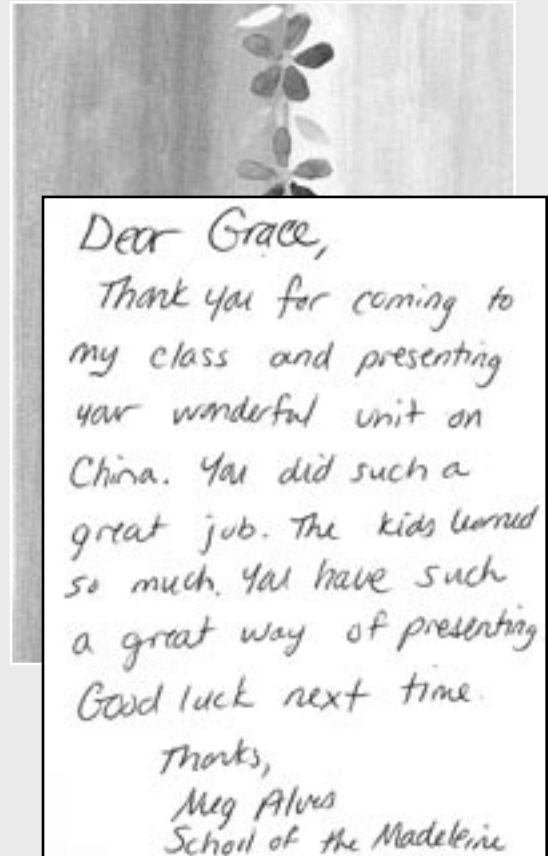 Dear Grace,
Thank you for coming to
my class and presenting
your wonderful unit on
China. You did such a
great job. The kids learned
so much. You have such
a great way of presenting
Good luck next time.
Thanks,
Meg Alves
School of the Madeleine